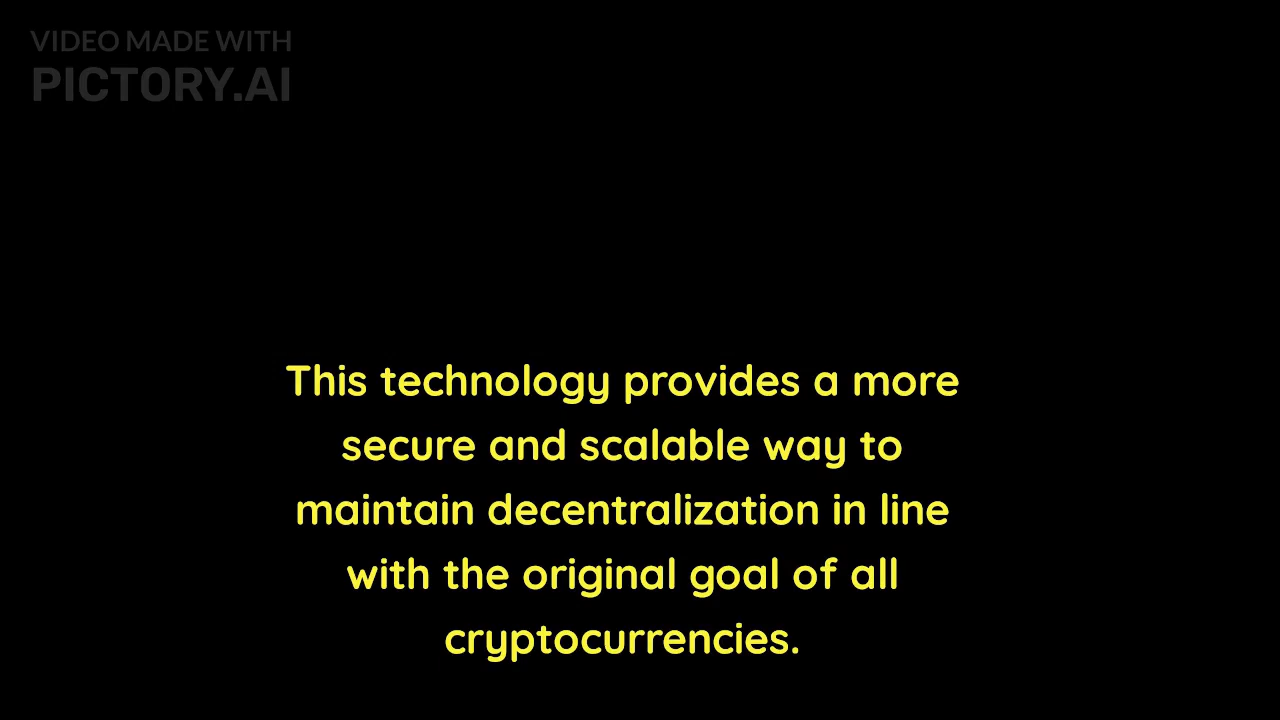 VIDEO MADE WITH
PICTORY.AI
This technology provides a more
secure and scalable way to
maintain decentralization in line
with the original goal of all
cryptocurrencies.